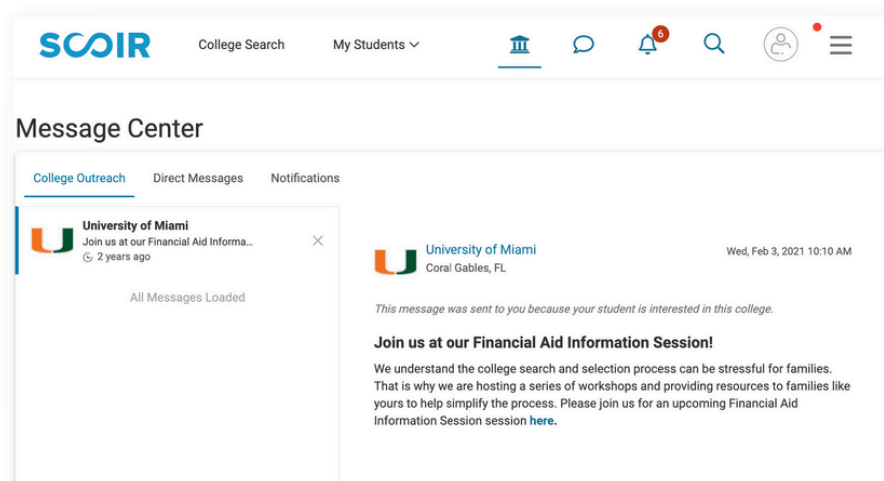 SCOIR
College Search
My Students
6
Message Center
College Outreach
Direct Messages
Notifications
University of Miami
Join us at our Financial Aid Informa...
2 years ago
All Messages Loaded
University of Miami
Wed, Feb 3, 2021 10:10 AM
Coral Gables, FL
This message was sent to you because your student is interested in this college.
Join us at our Financial Aid Information Session!
We understand the college search and selection process can be stressful for families.
That is why we are hosting a series of workshops and providing resources to families like
yours to help simplify the process. Please join us for an upcoming Financial Aid
Information Session session here.